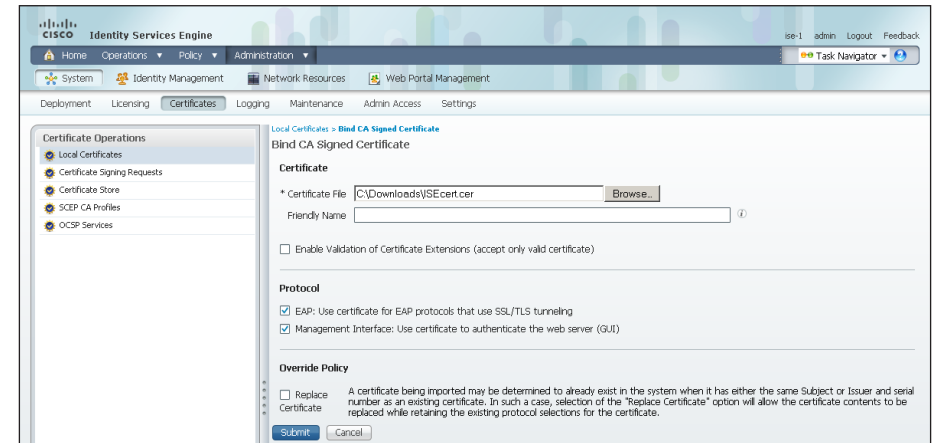 CISCO Identity Services Engine
ise-1 admin Logout Feedback
Home Operations ▼ Policy ▼ Administration ▼
Task Navigator ▼
System Identity Management Network Resources Web Portal Management
Deployment Licensing Certificates Logging Maintenance Admin Access Settings
Certificate Operations
Local Certificates
Certificate Signing Requests
Certificate Store
SCEP CA Profiles
OCSP Services
Local Certificates > Bind CA Signed Certificate
Bind CA Signed Certificate
Certificate
* Certificate File C:\Downloads\ISEcert.cer Browse...
Friendly Name
Enable Validation of Certificate Extensions (accept only valid certificate)
Protocol
EAP: Use certificate for EAP protocols that use SSL/TLS tunneling
Management Interface: Use certificate to authenticate the web server (GUI)
Override Policy
Replace Certificate
A certificate being imported may be determined to already exist in the system when it has either the same Subject or Issuer and serial
number as an existing certificate. In such a case, selection of the "Replace Certificate" option will allow the certificate contents to be
replaced while retaining the existing protocol selections for the certificate.
Submit Cancel